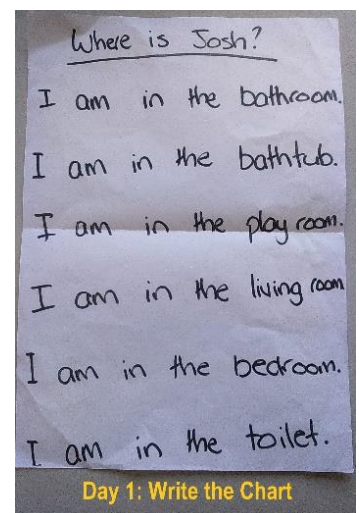 Where is Josh?
I am in the bathroom.
I am in the bathtub.
I am in the play room.
I am in the living room
I am in the bedroom.
I am in the toilet.
Day 1: Write the Chart